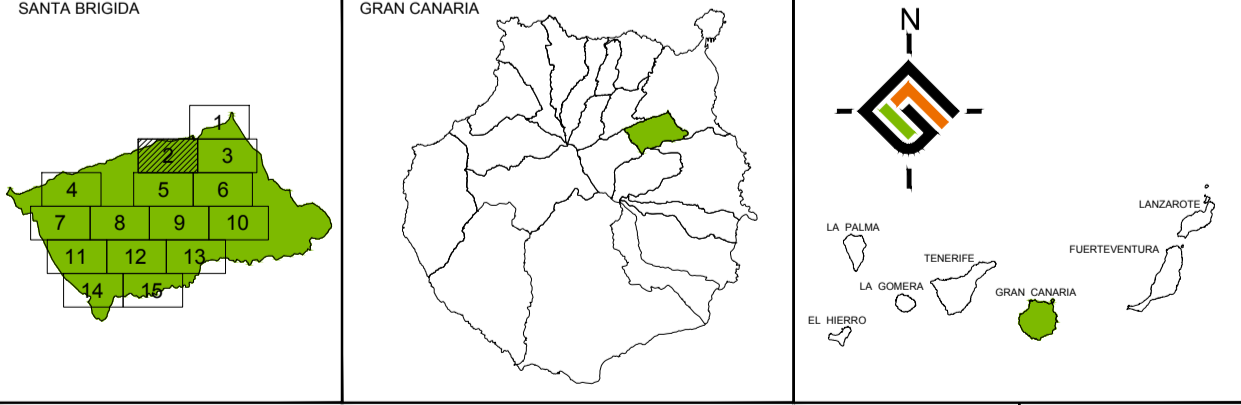 SANTA BRIGIDA
1
2
3
4
5
6
7
8
9
10
11
12
13
14
15
GRAN CANARIA
N
LANZAROTE
LA PALMA
FUERTEVENTURA
TENERIFE
LA GOMERA
GRAN CANARIA
EL HIERRO